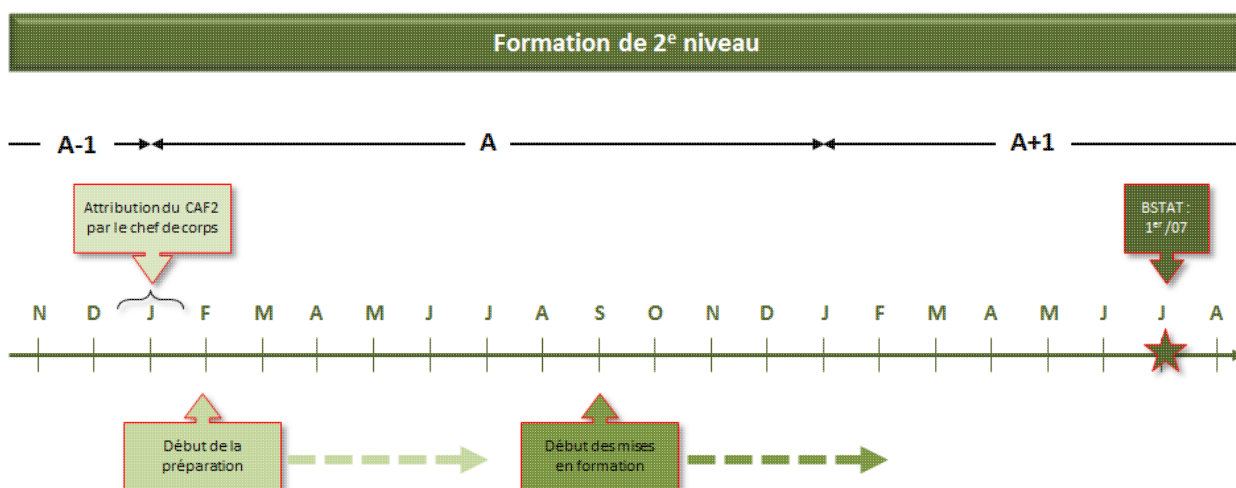 Formation de 2e niveau
A-1 A A+1
Attribution du CAF2
par le chef de corps
BSTAT :
1er/07
N D J F M A M J J A S O N D J F M A M J J A
Début de la
préparation
Début des mises
en formation